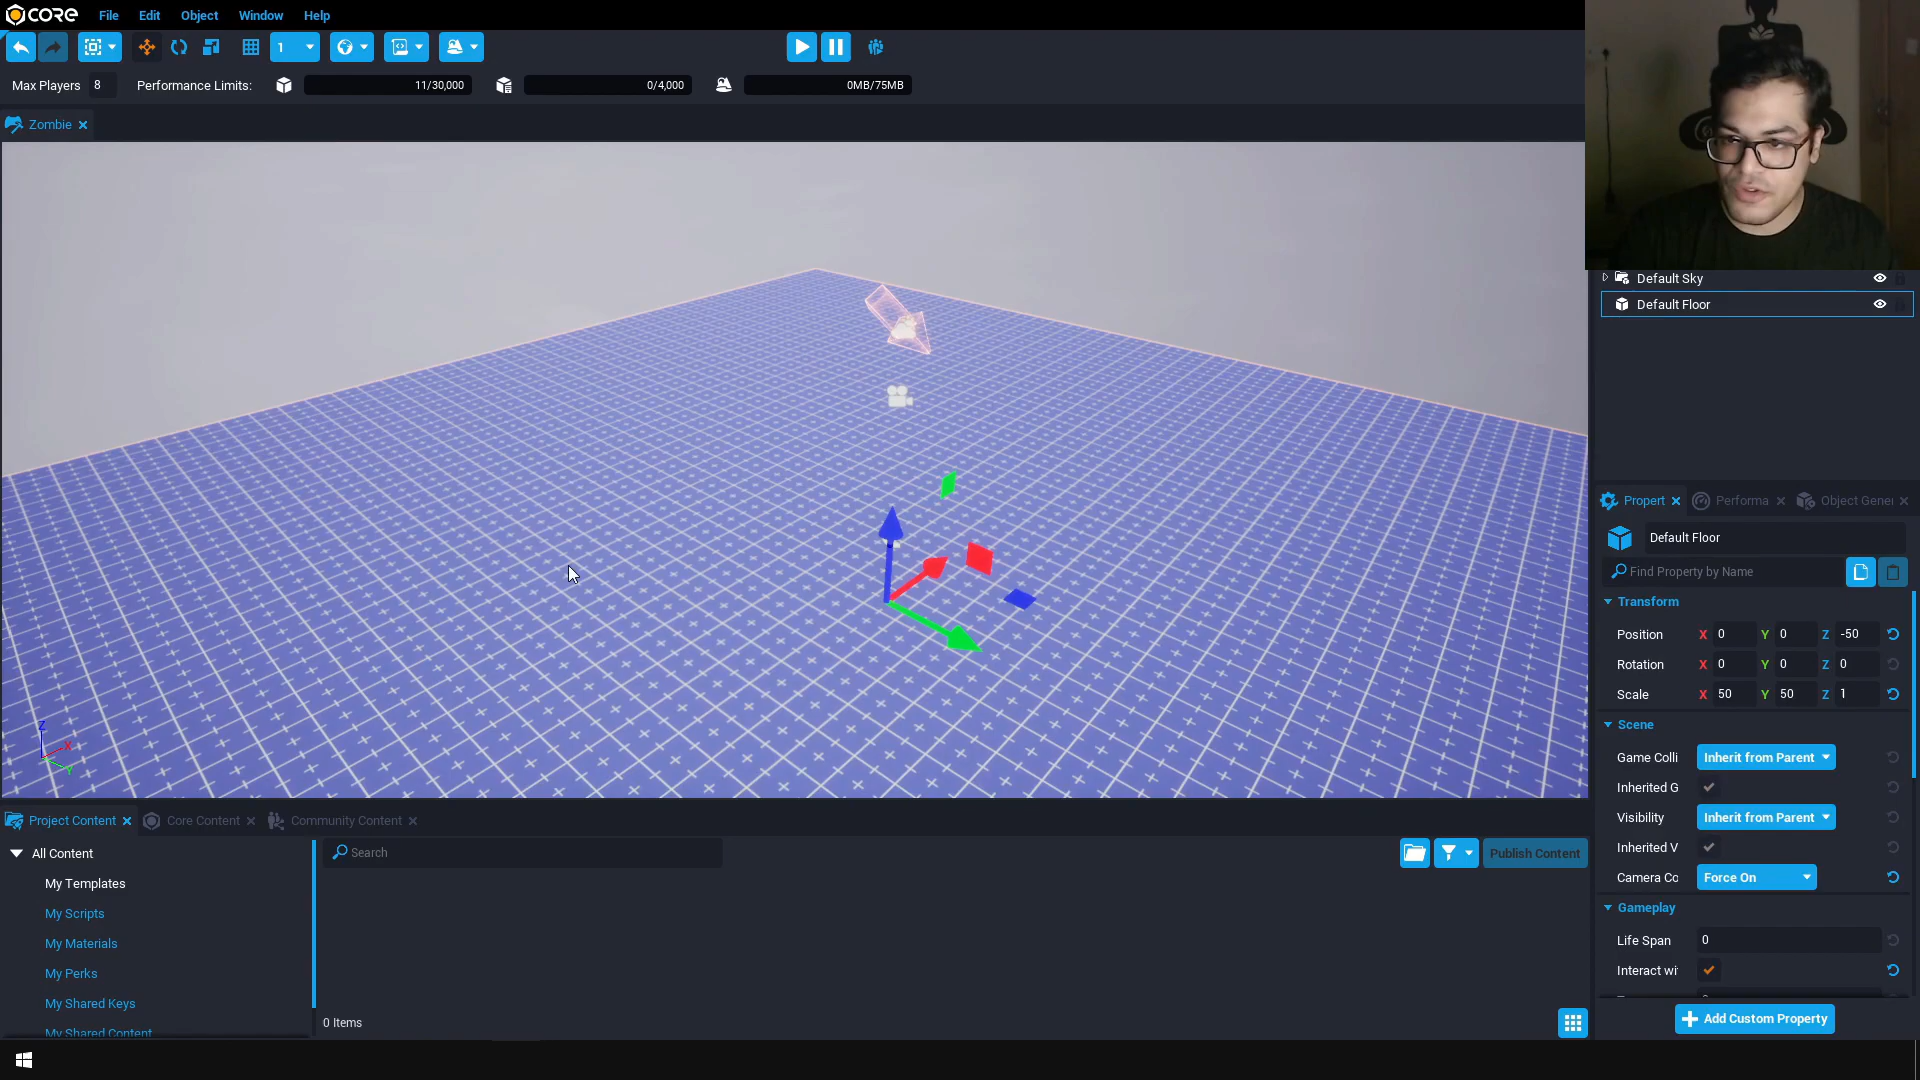 CORE File Edit Object Window Help
1
Max Players 8 Performance Limits: 11/30,000 0/4,000 0MB/75MB
Zombie
Default Sky
Default Floor
Propert Performa Object Gener
Default Floor
Find Property by Name
Transform
Position X 0 Y 0 Z -50
Rotation X 0 Y 0 Z 0
Scale X 50 Y 50 Z 1
Scene
Game Colli Inherit from Parent
Inherited G
Visibility Inherit from Parent
Inherited V
Camera Co Force On
Gameplay
Life Span 0
Interact wi
Add Custom Property
Z
X
Y
Project Content Core Content Community Content
All Content
Search
Publish Content
My Templates
My Scripts
My Materials
My Perks
My Shared Keys
My Shared Content
0 Items